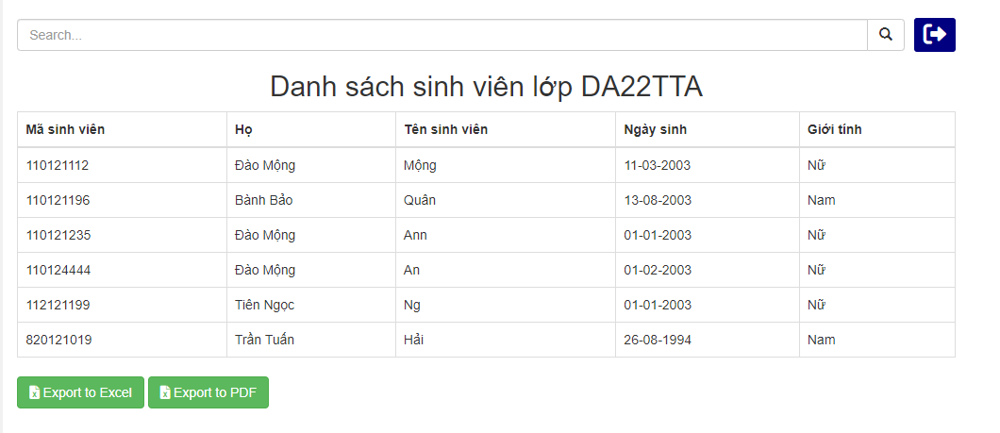 Search...
Danh sách sinh viên lớp DA22TTA
Mã sinh viên Họ Tên sinh viên Ngày sinh Giới tính
110121112 Đào Mộng Mộng 11-03-2003 Nữ
110121196 Bành Bảo Quân 13-08-2003 Nam
110121235 Đào Mộng Ann 01-01-2003 Nữ
110124444 Đào Mộng An 01-02-2003 Nữ
112121199 Tiên Ngọc Ng 01-01-2003 Nữ
820121019 Trần Tuấn Hải 26-08-1994 Nam
Export to Excel Export to PDF